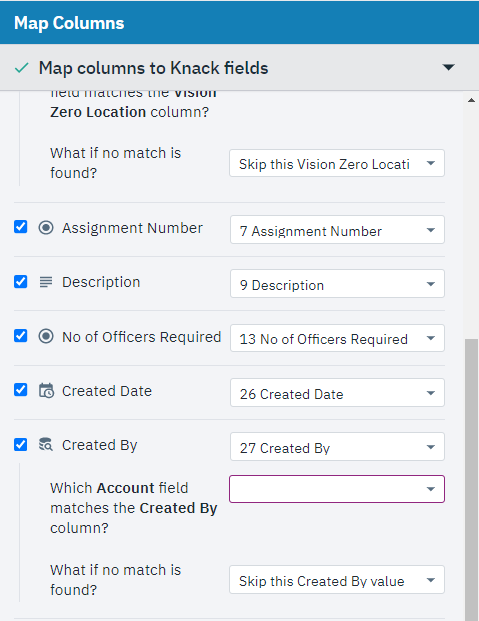 Map Columns
Map columns to Knack fields
field matches the Vision
Zero Location column?
What if no match is
found?
Skip this Vision Zero Locati
Assignment Number
7 Assignment Number
Description
9 Description
No of Officers Required
13 No of Officers Required
Created Date
26 Created Date
Created By
27 Created By
Which Account field
matches the Created By
column?
What if no match is
found?
Skip this Created By value